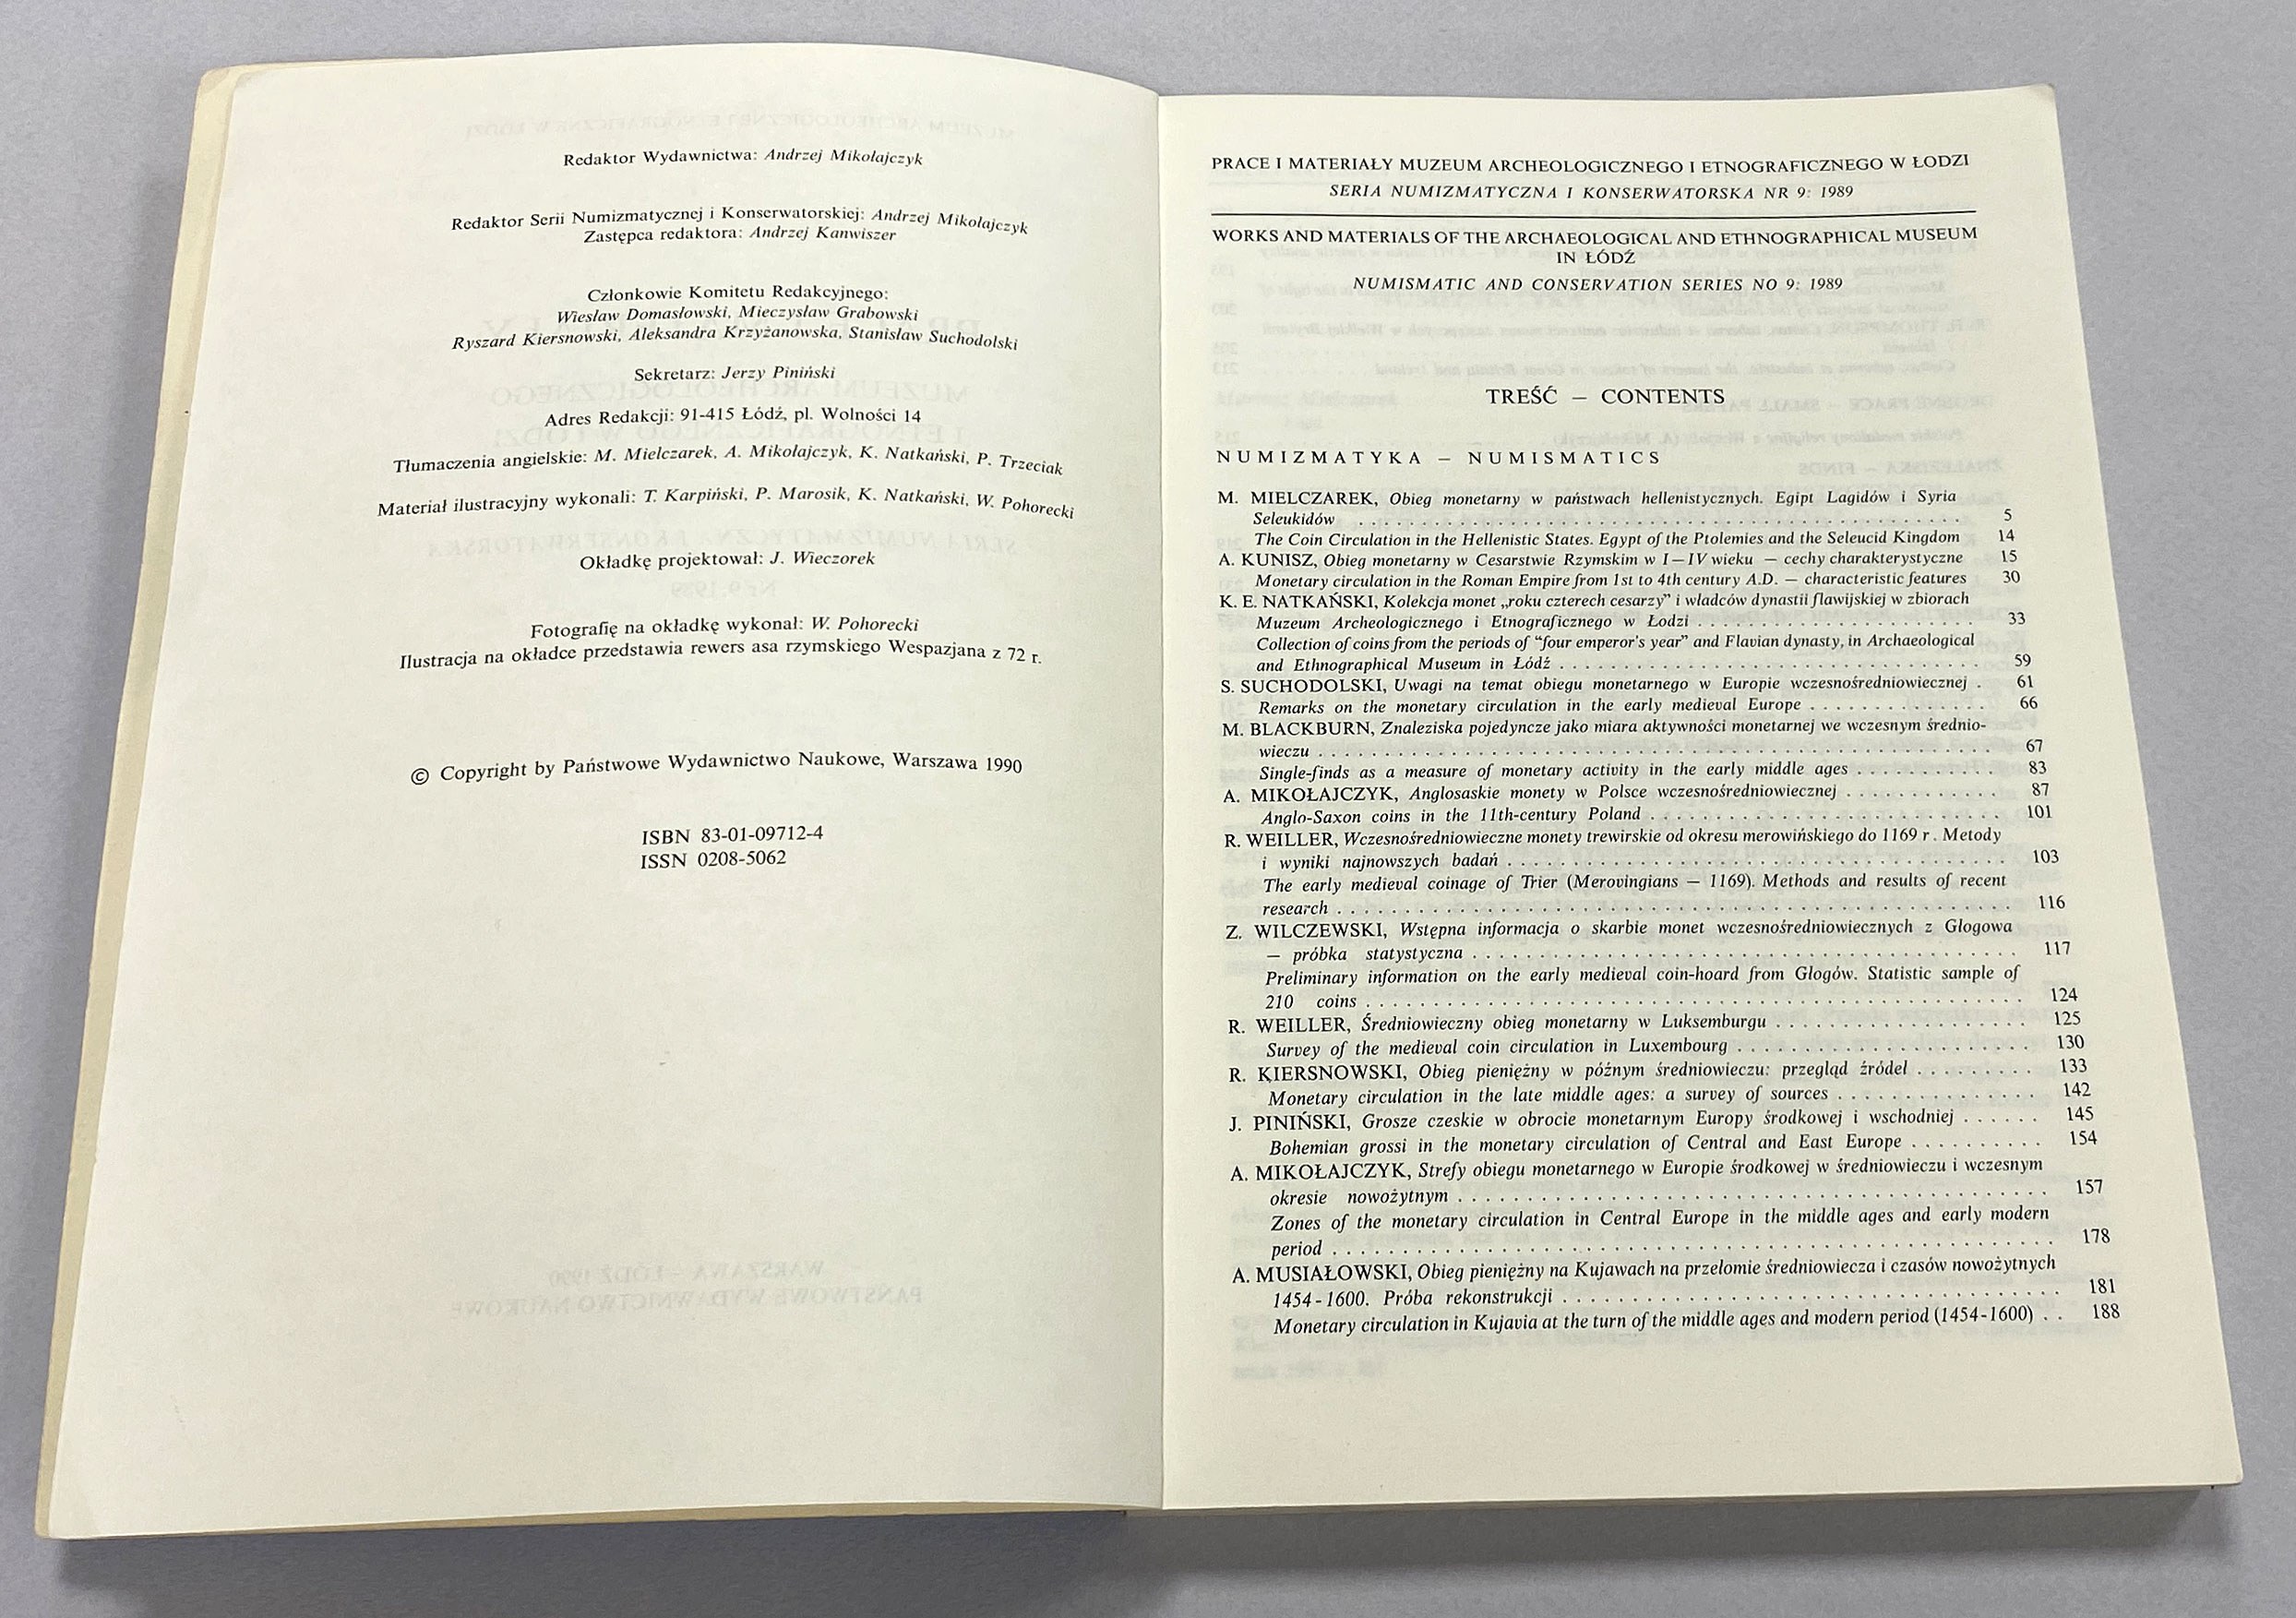 Redaktor Wydawnictwa: Andrzej Mikołajczyk
Redaktor Serii Numizmatycznej i Konserwatorskiej: Andrzej Mikołajczyk
Zastępca redaktora: Andrzej Kanwiszer
Członkowie Komitetu Redakcyjnego:
Wiesław Domasłowski, Mieczysław Grabowski
Ryszard Kiersnowski, Aleksandra Krzyżanowska, Stanisław Suchodolski
Sekretarz: Jerzy Piniński
Adres Redakcji: 91-415 Łódź, pl. Wolności 14
Tłumaczenia angielskie: M. Mielczarek, A. Mikołajczyk, K. Natkański, P. Trzeciak
Materiał ilustracyjny wykonali: T. Karpiński, P. Marosik, K. Natkański, W. Pohorecki
Okładkę projektował: J. Wieczorek
Fotografię na okładkę wykonał: W. Pohorecki
Ilustracja na okładce przedstawia rewers asa rzymskiego Wespazjana z 72 r.
© Copyright by Państwowe Wydawnictwo Naukowe, Warszawa 1990
ISBN 83-01-09712-4
ISSN 0208-5062
PRACE I MATERIAŁY MUZEUM ARCHEOLOGICZNEGO I ETNOGRAFICZNEGO W ŁODZI
SERIA NUMIZMATYCZNA I KONSERWATORSKA NR 9: 1989
WORKS AND MATERIALS OF THE ARCHAEOLOGICAL AND ETHNOGRAPHICAL MUSEUM
IN ŁÓDŹ
NUMISMATIC AND CONSERVATION SERIES NO 9: 1989
TREŚĆ – CONTENTS
NUMIZMATYKA – NUMISMATICS
M. MIELCZAREK, Obieg monetarny w państwach hellenistycznych. Egipt Lagidów i Syria
Seleukidów . . . . . . . . . . 5
The Coin Circulation in the Hellenistic States. Egypt of the Ptolemies and the Seleucid Kingdom 14
A. KUNISZ, Obieg monetarny w Cesarstwie Rzymskim w I—IV wieku — cechy charakterystyczne 15
Monetary circulation in the Roman Empire from 1st to 4th century A.D. — characteristic features 30
K. E. NATKAŃSKI, Kolekcja monet „roku czterech cesarzy” i władców dynastii flawijskiej w zbiorach
Muzeum Archeologicznego i Etnograficznego w Łodzi . . . . . . . . . . 33
Collection of coins from the periods of “four emperor's year” and Flavian dynasty, in Archaeological
and Ethnographical Museum in Łódź . . . . . . . . . . 59
S. SUCHODOLSKI, Uwagi na temat obiegu monetarnego w Europie wczesnośredniowiecznej . 61
Remarks on the monetary circulation in the early medieval Europe . . . . . . . . . . 66
M. BLACKBURN, Znaleziska pojedyncze jako miara aktywności monetarnej we wczesnym średnio-
wieczu . . . . . . . . . . 67
Single-finds as a measure of monetary activity in the early middle ages . . . . . . . . . . 83
A. MIKOŁAJCZYK, Anglosaskie monety w Polsce wczesnośredniowiecznej . . . . . . . . . . 87
Anglo-Saxon coins in the 11th-century Poland . . . . . . . . . . 101
R. WEILLER, Wczesnośredniowieczne monety trewirskie od okresu merowińskiego do 1169 r. Metody
i wyniki najnowszych badań . . . . . . . . . . 103
The early medieval coinage of Trier (Merovingians — 1169). Methods and results of recent
research . . . . . . . . . . 116
Z. WILCZEWSKI, Wstępna informacja o skarbie monet wczesnośredniowiecznych z Głogowa
— próbka statystyczna . . . . . . . . . . 117
Preliminary information on the early medieval coin-hoard from Głogów. Statistic sample of
210 coins . . . . . . . . . . 124
R. WEILLER, Średniowieczny obieg monetarny w Luksemburgu . . . . . . . . . . 125
Survey of the medieval coin circulation in Luxembourg . . . . . . . . . . 130
R. KIERSNOWSKI, Obieg pieniężny w późnym średniowieczu: przegląd źródeł . . . . . . . . . 133
Monetary circulation in the late middle ages: a survey of sources . . . . . . . . . . 142
J. PINIŃSKI, Grosze czeskie w obrocie monetarnym Europy środkowej i wschodniej . . . . . . 145
Bohemian grossi in the monetary circulation of Central and East Europe . . . . . . . . . . 154
A. MIKOŁAJCZYK, Strefy obiegu monetarnego w Europie środkowej w średniowieczu i wczesnym
okresie nowożytnym . . . . . . . . . . 157
Zones of the monetary circulation in Central Europe in the middle ages and early modern
period . . . . . . . . . . 178
A. MUSIAŁOWSKI, Obieg pieniężny na Kujawach na przełomie średniowiecza i czasów nowożytnych
1454-1600. Próba rekonstrukcji . . . . . . . . . . 181
Monetary circulation in Kujavia at the turn of the middle ages and modern period (1454-1600) . . 188